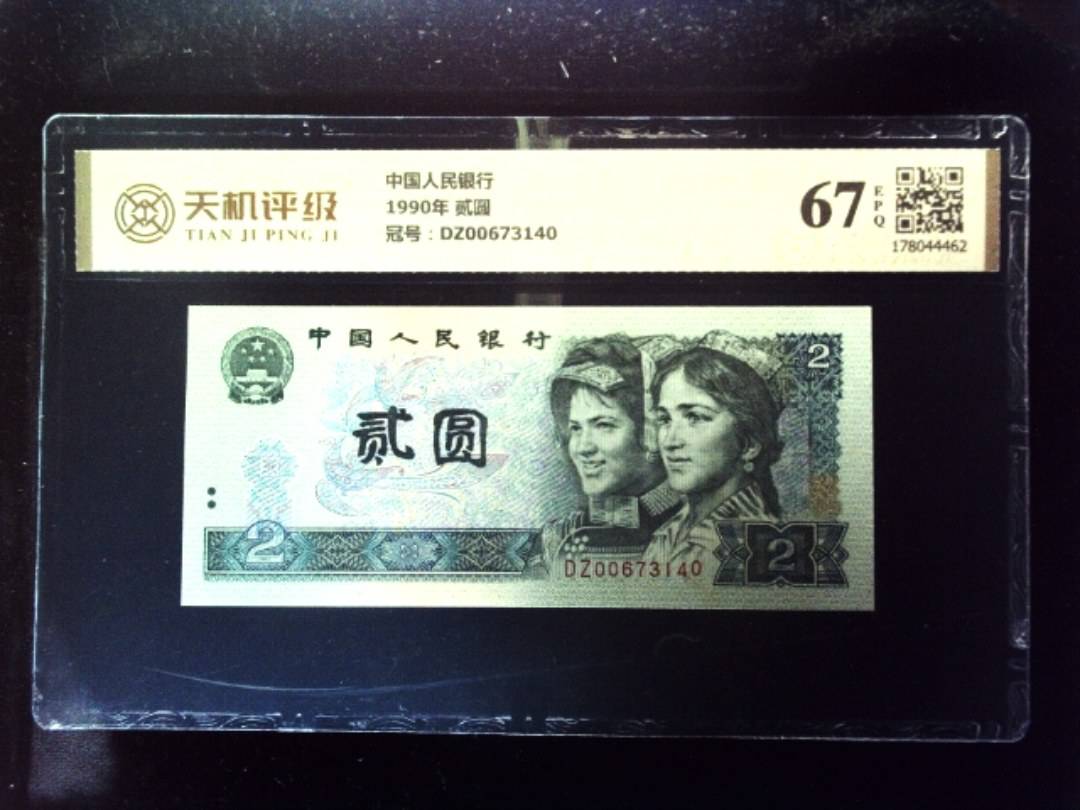 天机评级
TIAN JI PING JI
中国人民银行
1990年 贰圆
冠号：DZ00673140
67
EPQ
178044462
中国人民银行
贰圆
2
2
DZ00673140
2